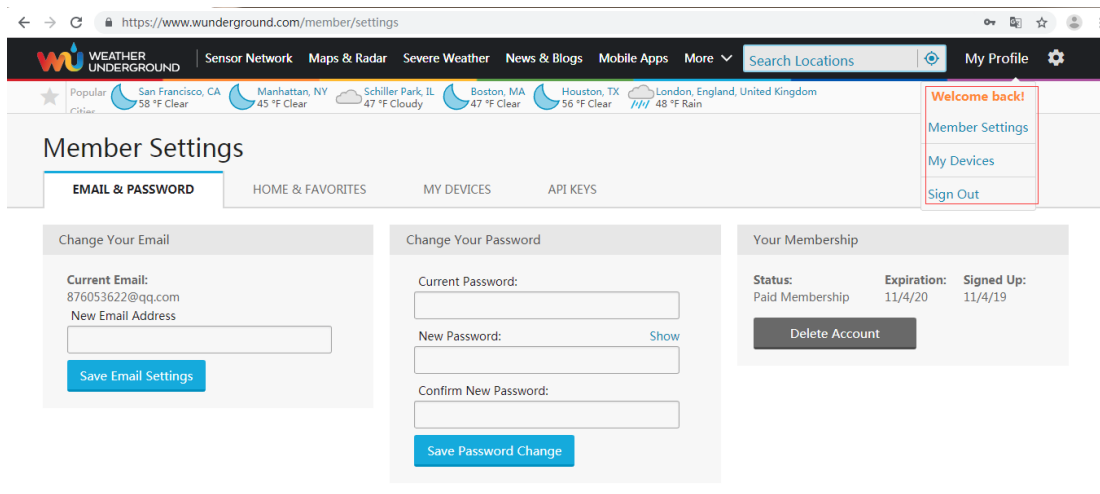 https://www.wunderground.com/member/settings
WEATHER UNDERGROUND
Sensor Network Maps & Radar Severe Weather News & Blogs Mobile Apps More Search Locations My Profile
Popular Cities
San Francisco, CA
58 °F Clear
Manhattan, NY
45 °F Clear
Schiller Park, IL
47 °F Cloudy
Boston, MA
47 °F Clear
Houston, TX
56 °F Clear
London, England, United Kingdom
48 °F Rain
Welcome back!
Member Settings
My Devices
Sign Out
Member Settings
EMAIL & PASSWORD HOME & FAVORITES MY DEVICES API KEYS
Change Your Email
Current Email:
876053622@qq.com
New Email Address
Save Email Settings
Change Your Password
Current Password:
New Password: Show
Confirm New Password:
Save Password Change
Your Membership
Status: Expiration: Signed Up:
Paid Membership 11/4/20 11/4/19
Delete Account